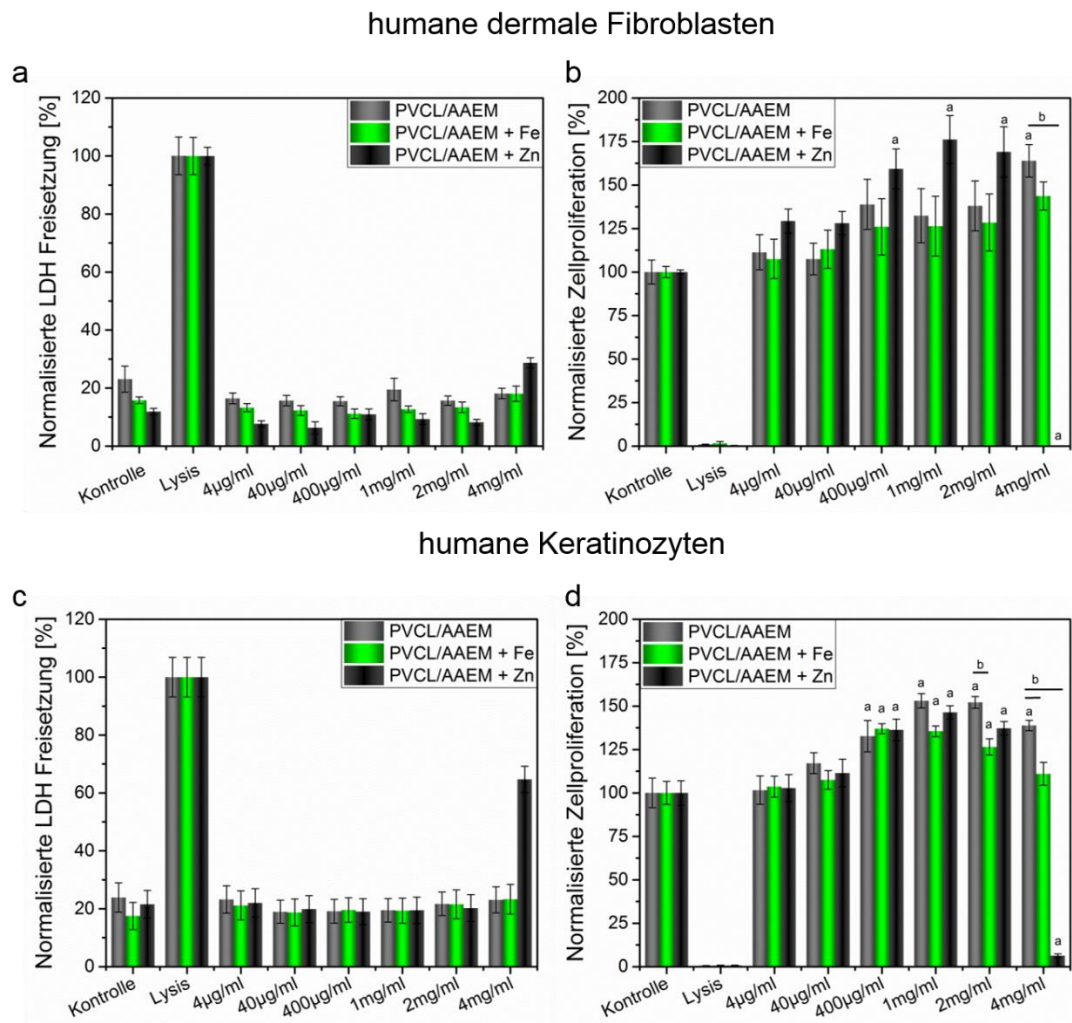 humane dermale Fibroblasten
a
Normalisierte LDH Freisetzung [%]
120
100
80
60
40
20
0
PVCL/AAEM
PVCL/AAEM + Fe
PVCL/AAEM + Zn
Kontrolle
Lysis
4µg/ml
40µg/ml
400µg/ml
1mg/ml
2mg/ml
4mg/ml
b
Normalisierte Zellproliferation [%]
200
175
150
125
100
75
50
25
0
PVCL/AAEM
PVCL/AAEM + Fe
PVCL/AAEM + Zn
a
a
a
b
a
a
Kontrolle
Lysis
4µg/ml
40µg/ml
400µg/ml
1mg/ml
2mg/ml
4mg/ml
humane Keratinozyten
c
Normalisierte LDH Freisetzung [%]
120
100
80
60
40
20
0
PVCL/AAEM
PVCL/AAEM + Fe
PVCL/AAEM + Zn
Kontrolle
Lysis
4µg/ml
40µg/ml
400µg/ml
1mg/ml
2mg/ml
4mg/ml
d
Normalisierte Zellproliferation [%]
200
175
150
125
100
75
50
25
0
PVCL/AAEM
PVCL/AAEM + Fe
PVCL/AAEM + Zn
a a a
a a a
b
a a a
b
a
a
Kontrolle
Lysis
4µg/ml
40µg/ml
400µg/ml
1mg/ml
2mg/ml
4mg/ml